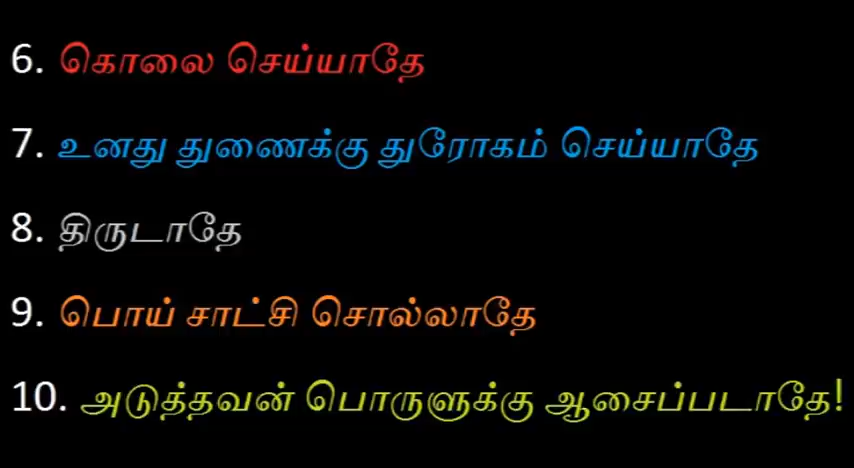 6. கொலை செய்யாதே
7. உனது துணைக்கு துரோகம் செய்யாதே
8. திருடாதே
9. பொய் சாட்சி சொல்லாதே
10. அடுத்தவன் பொருளுக்கு ஆசைப்படாதே!